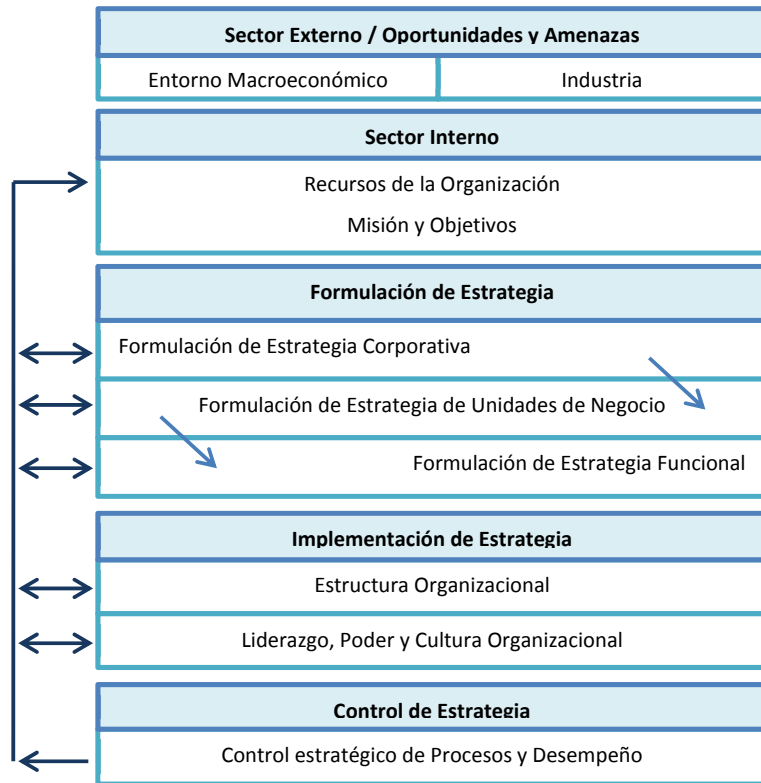 Sector Externo / Oportunidades y Amenazas
Entorno Macroeconómico
Industria
Sector Interno
Recursos de la Organización
Misión y Objetivos
Formulación de Estrategia
Formulación de Estrategia Corporativa
Formulación de Estrategia de Unidades de Negocio
Formulación de Estrategia Funcional
Implementación de Estrategia
Estructura Organizacional
Liderazgo, Poder y Cultura Organizacional
Control de Estrategia
Control estratégico de Procesos y Desempeño